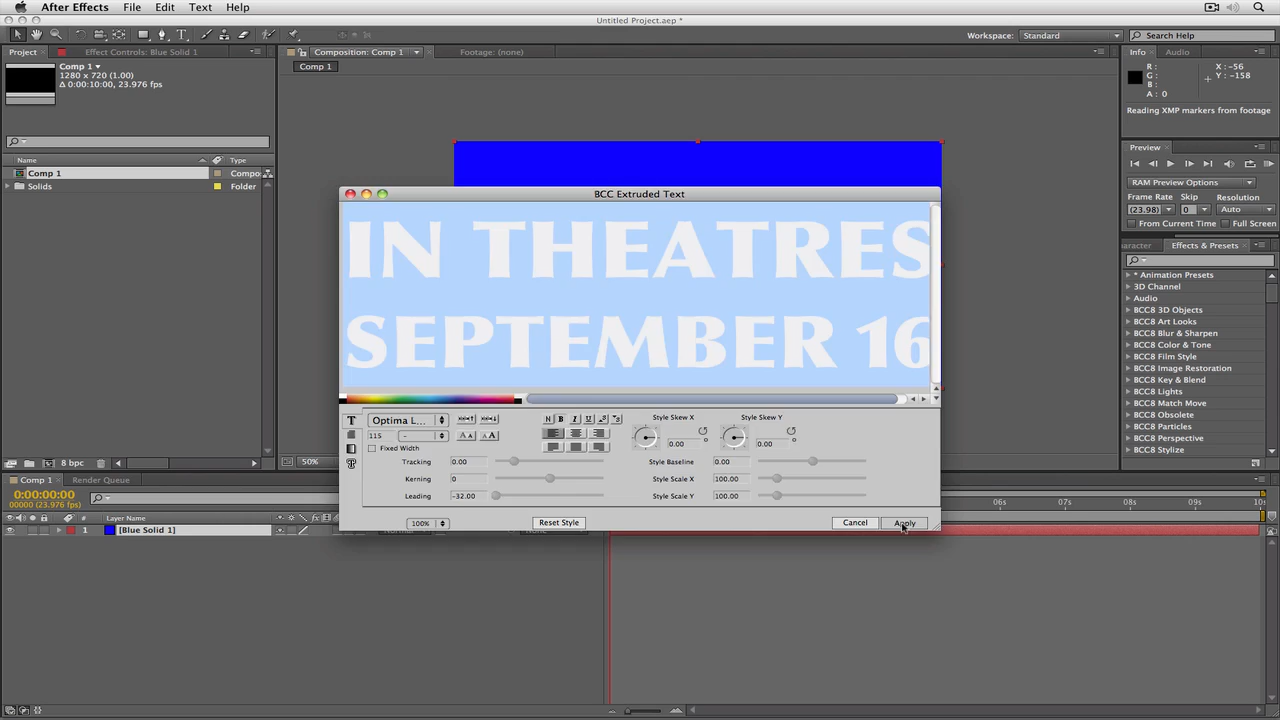 After Effects File Edit Text Help
Untitled Project.aep *
Workspace: Standard Search Help
Project Effect Controls: Blue Solid 1 Composition: Comp 1 Footage: (none) Info Audio
Comp 1
1280 x 720 (1.00)
Δ 0:00:10:00, 23.976 fps
Comp 1
R :
G :
B :
A : 0
X : -56
Y : -158
Reading XMP markers from footage
Name Type
Comp 1 Compo
Solids Folder
Preview
RAM Preview Options
Frame Rate Skip Resolution
(23.98) 0 Auto
From Current Time Full Screen
aracter Effects & Presets
* Animation Presets
3D Channel
Audio
BCC8 3D Objects
BCC8 Art Looks
BCC8 Blur & Sharpen
BCC8 Color & Tone
BCC8 Film Style
BCC8 Image Restoration
BCC8 Key & Blend
BCC8 Lights
BCC8 Match Move
BCC8 Obsolete
BCC8 Particles
BCC8 Perspective
BCC8 Stylize
BCC Extruded Text
IN THEATRES
SEPTEMBER 16
Optima L...
115 -
Fixed Width
N B I U
Style Skew X Style Skew Y
0.00 0.00
Tracking 0.00 Style Baseline 0.00
Kerning 0 Style Scale X 100.00
Leading -32.00 Style Scale Y 100.00
100% Reset Style Cancel Apply
8 bpc 50%
Comp 1 Render Queue
0:00:00:00
00000 (23.976 fps)
06s 07s 08s 09s 10s
# Layer Name
1 [Blue Solid 1] Normal None